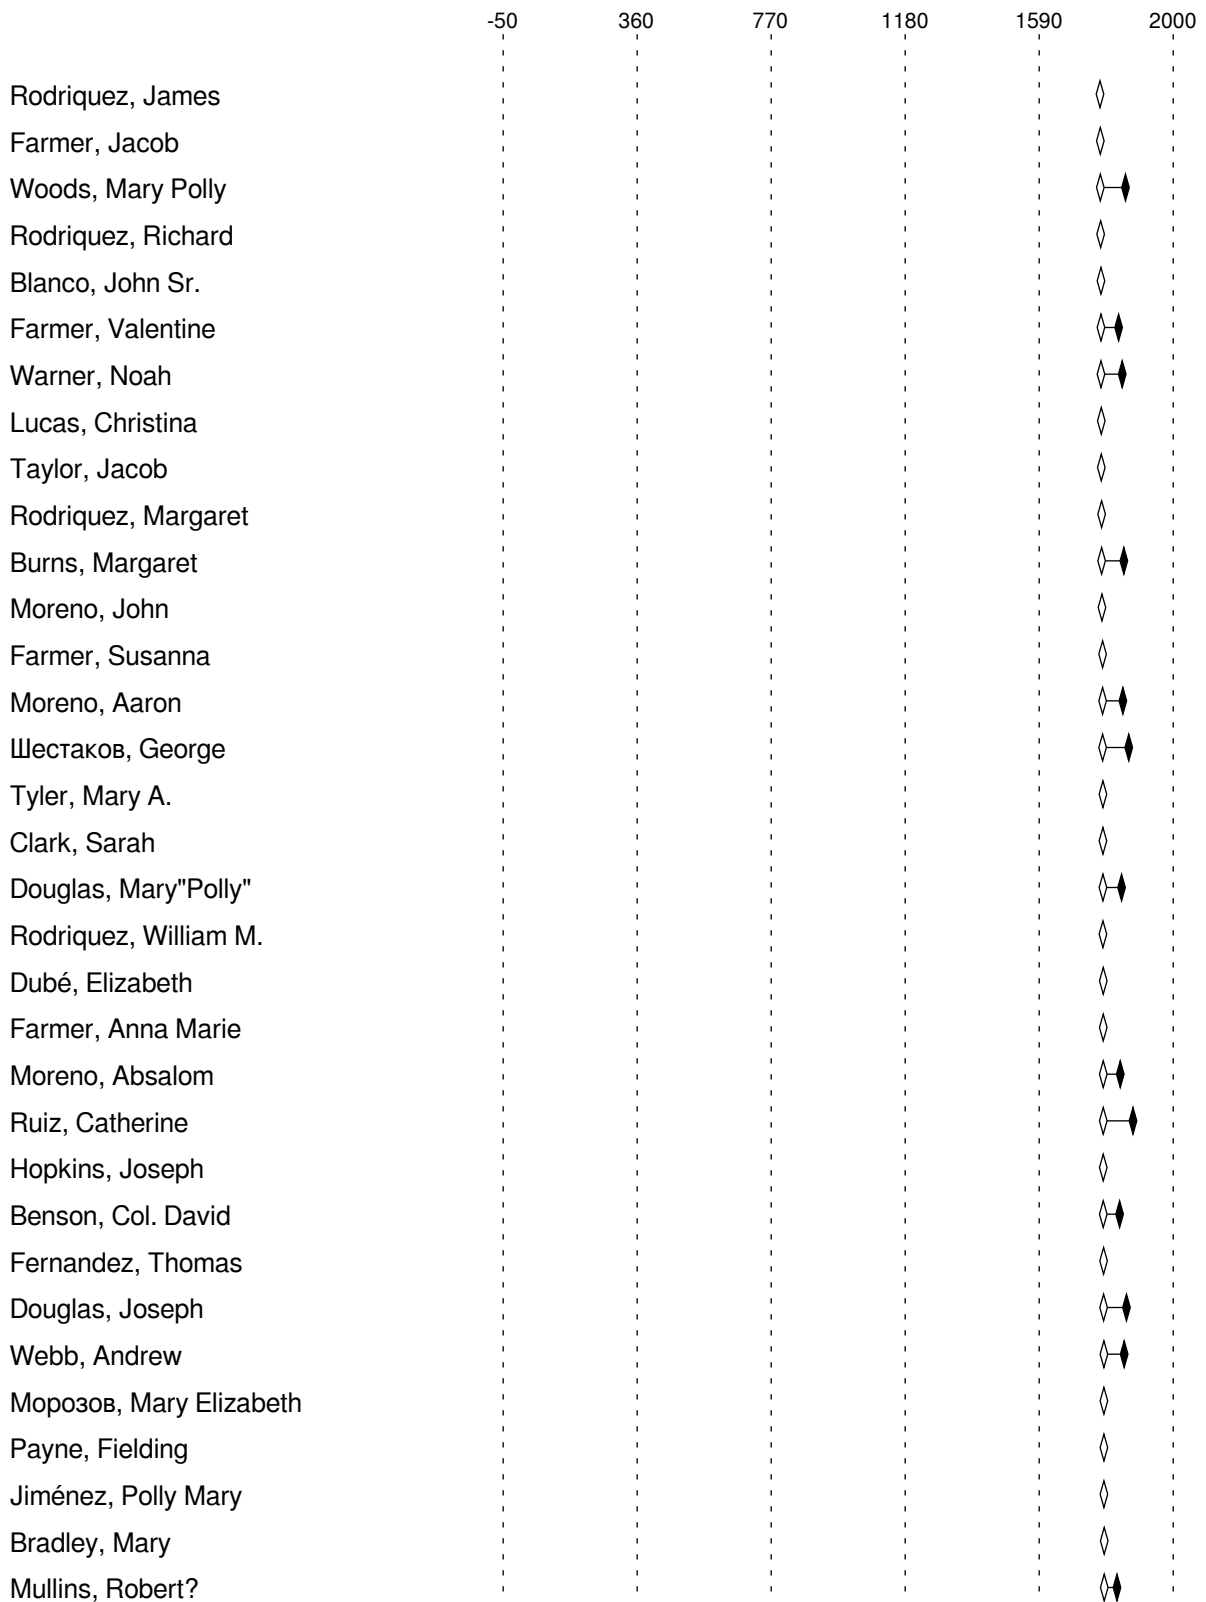 -50 360 770 1180 1590 2000
Rodriquez, James
Farmer, Jacob
Woods, Mary Polly
Rodriquez, Richard
Blanco, John Sr.
Farmer, Valentine
Warner, Noah
Lucas, Christina
Taylor, Jacob
Rodriquez, Margaret
Burns, Margaret
Moreno, John
Farmer, Susanna
Moreno, Aaron
Шестаков, George
Tyler, Mary A.
Clark, Sarah
Douglas, Mary"Polly"
Rodriquez, William M.
Dubé, Elizabeth
Farmer, Anna Marie
Moreno, Absalom
Ruiz, Catherine
Hopkins, Joseph
Benson, Col. David
Fernandez, Thomas
Douglas, Joseph
Webb, Andrew
Морозов, Mary Elizabeth
Payne, Fielding
Jiménez, Polly Mary
Bradley, Mary
Mullins, Robert?